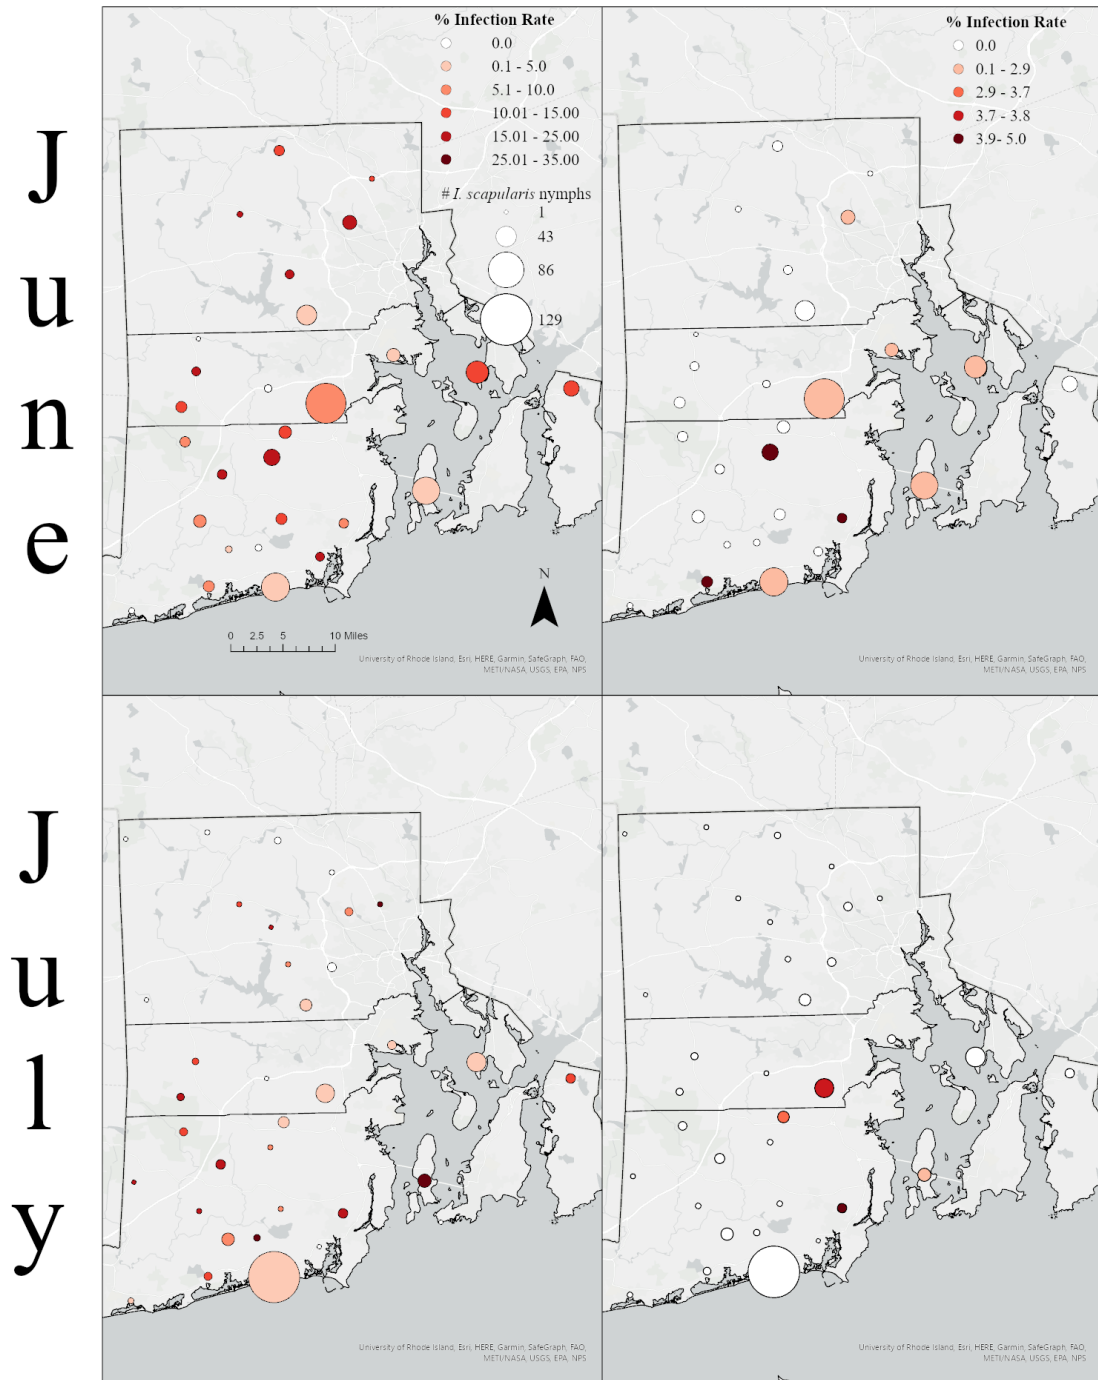 June
% Infection Rate
0.0
0.1 - 5.0
5.1 - 10.0
10.01 - 15.00
15.01 - 25.00
25.01 - 35.00
# I. scapularis nymphs
1
43
86
129
N
0 2.5 5 10 Miles
University of Rhode Island, Esri, HERE, Garmin, SafeGraph, FAO,
METI/NASA, USGS, EPA, NPS
% Infection Rate
0.0
0.1 - 2.9
2.9 - 3.7
3.7 - 3.8
3.9- 5.0
University of Rhode Island, Esri, HERE, Garmin, SafeGraph, FAO,
METI/NASA, USGS, EPA, NPS
July
University of Rhode Island, Esri, HERE, Garmin, SafeGraph, FAO,
METI/NASA, USGS, EPA, NPS
University of Rhode Island, Esri, HERE, Garmin, SafeGraph, FAO,
METI/NASA, USGS, EPA, NPS